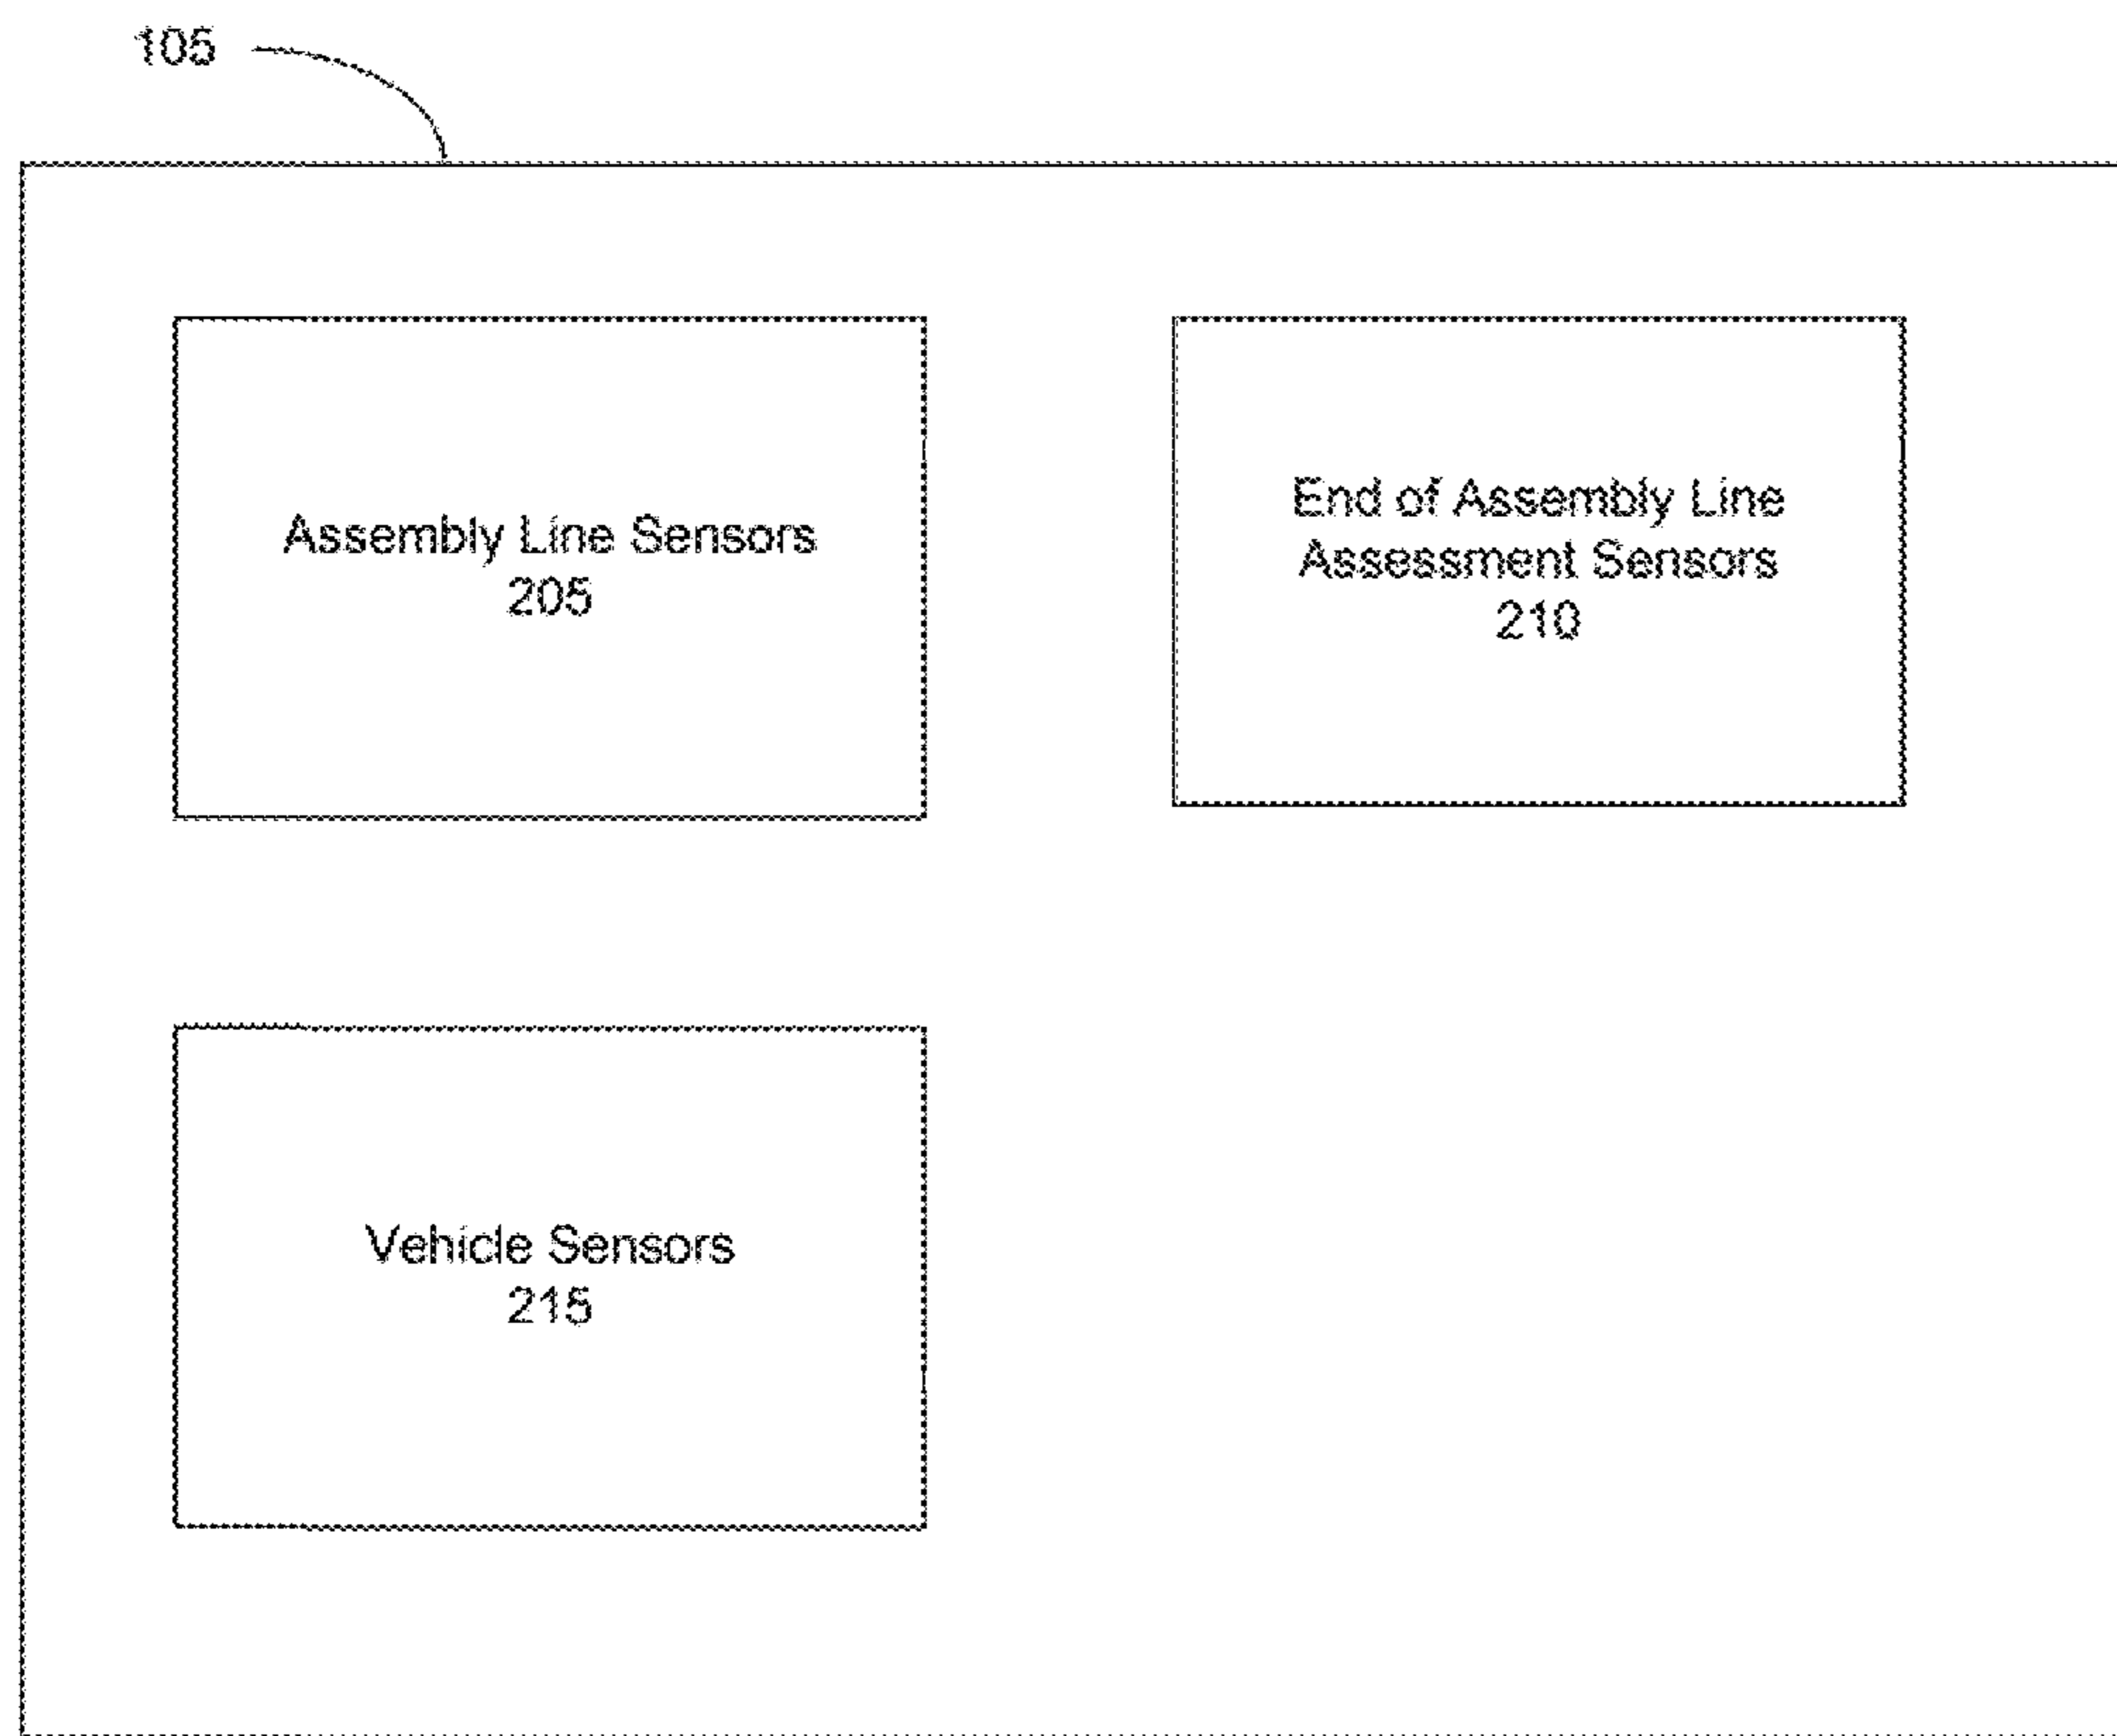 105
Assembly Line Sensors
205
End of Assembly Line
Assessment Sensors
210
Vehicle Sensors
215